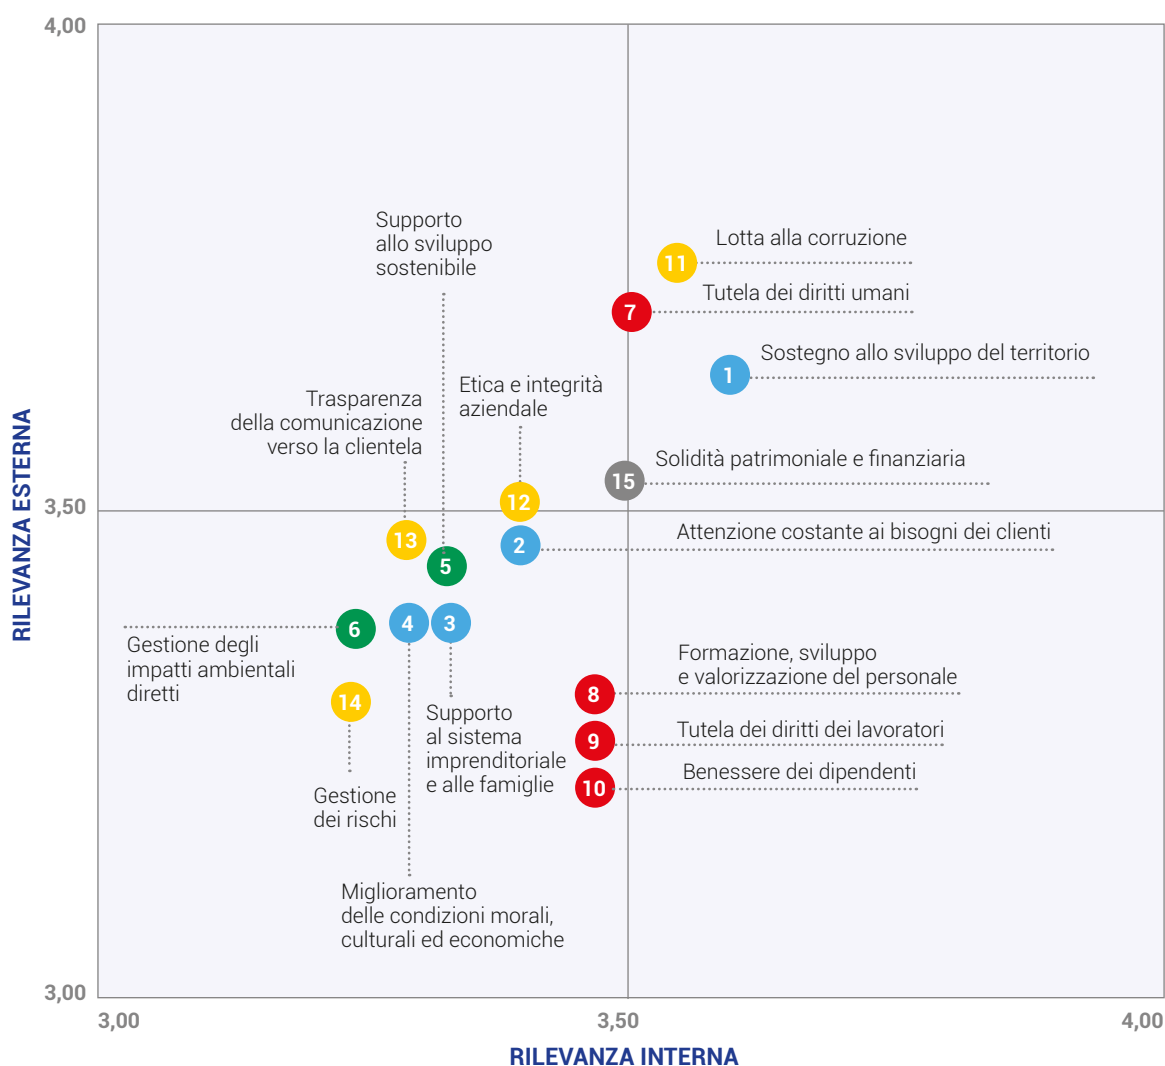 4,00
Supporto
allo sviluppo
sostenibile
Lotta alla corruzione
11
Tutela dei diritti umani
7
Sostegno allo sviluppo del territorio
1
Etica e integrità
aziendale
Trasparenza
della comunicazione
verso la clientela
Solidità patrimoniale e finanziaria
15
3,50
12
Attenzione costante ai bisogni dei clienti
2
13
5
RILEVANZA ESTERNA
6
4
3
Gestione degli
impatti ambientali
diretti
Formazione, sviluppo
e valorizzazione del personale
8
14
Supporto
al sistema
imprenditoriale
e alle famiglie
Tutela dei diritti dei lavoratori
9
Benessere dei dipendenti
10
Gestione
dei rischi
Miglioramento
delle condizioni morali,
culturali ed economiche
3,00
3,00
3,50
4,00
RILEVANZA INTERNA